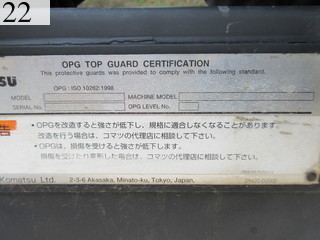 22
OPG TOP GUARD CERTIFICATION
This protective guards was provided to comply with the following standard.
OPG : ISO 10262:1998
MODEL
MACHINE MODEL
SERIAL No.
OPG LEVEL
• OPGを改造すると強さが低下し、規格に適合しなくなることがあります。
改造を行う場合は、コマツの代理店に相談して下さい。
• OPGは、損傷を受けると強さが低下します。
損傷を受けたり変形した場合は、コマツの代理店に相談して下さい。
Komatsu Ltd. 2-3-6 Akasaka, Minato-ku, Tokyo, Japan,